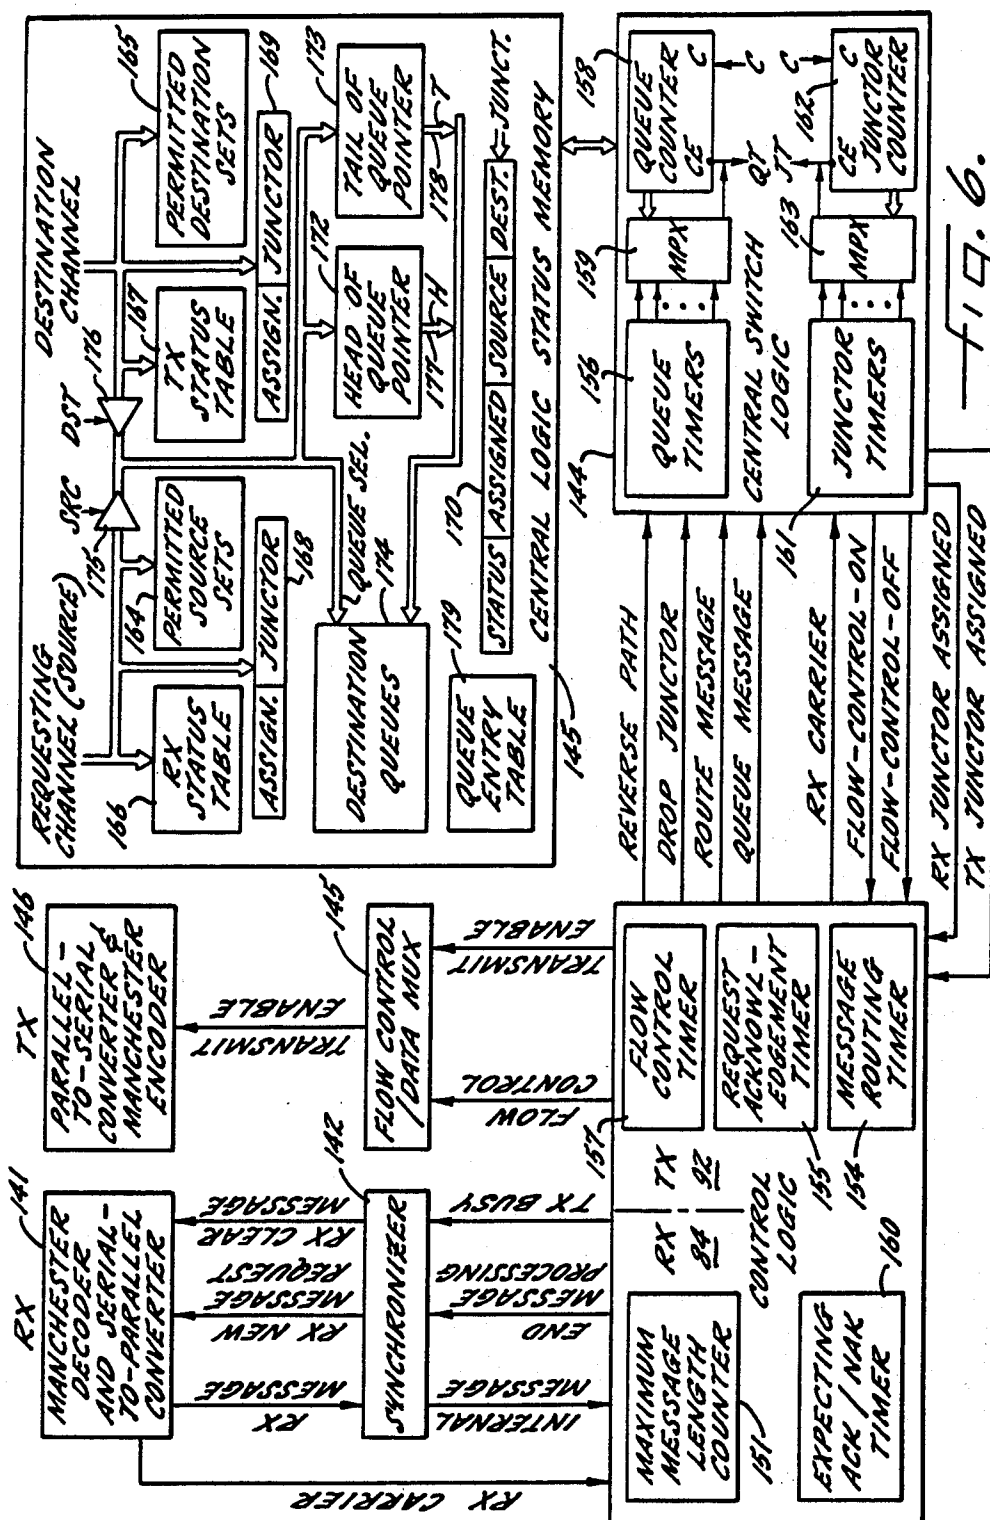 RX
141
MANCHESTER
DECODER
AND SERIAL-
TO-PARALLEL
CONVERTER
TX
146
PARALLEL-
TO-SERIAL
CONVERTER &
MANCHESTER
ENCODER
RX CARRIER
RX
MESSAGE
RX NEW
MESSAGE
REQUEST
RX CLEAR
MESSAGE
TRANSMIT
ENABLE
142
SYNCHRONIZER
145
FLOW CONTROL
/DATA MUX
INTERNAL
MESSAGE
END
MESSAGE
PROCESSING
TX BUSY
FLOW
CONTROL
TRANSMIT
ENABLE
MAXIMUM
MESSAGE
LENGTH
COUNTER
151
EXPECTING
ACK / NAK
TIMER
160
RX
84
TX
92
CONTROL
LOGIC
157
FLOW
CONTROL
TIMER
REQUEST
ACKNOWL-
EDGEMENT
TIMER
155
MESSAGE
ROUTING
TIMER
154
REQUESTING
CHANNEL (SOURCE)
DESTINATION
CHANNEL
166
RX
STATUS
TABLE
164
PERMITTED
SOURCE
SETS
175
SRC
DST
176
167
TX
STATUS
TABLE
165
PERMITTED
DESTINATION
SETS
ASSIGN.
JUNCTOR
168
ASSIGN.
JUNCTOR
169
DESTINATION
QUEUES
174
QUEUE SEL.
172
HEAD OF
QUEUE
POINTER
173
TAIL OF
QUEUE
POINTER
177
H
178
T
179
QUEUE
ENTRY
TABLE
170
STATUS
ASSIGNED
SOURCE
DEST.
JUNCT.
145
CENTRAL LOGIC STATUS MEMORY
REVERSE PATH
DROP JUNCTOR
ROUTE MESSAGE
QUEUE MESSAGE
RX CARRIER
FLOW-CONTROL-ON
FLOW-CONTROL-OFF
RX JUNCTOR ASSIGNED
TX JUNCTOR ASSIGNED
144
156
QUEUE
TIMERS
159
MPX
158
QUEUE
COUNTER
CE
C
QT
C
CENTRAL SWITCH
LOGIC
JT
C
161
JUNCTOR
TIMERS
163
MPX
CE
162
C
JUNCTOR
COUNTER
FIG. 6.